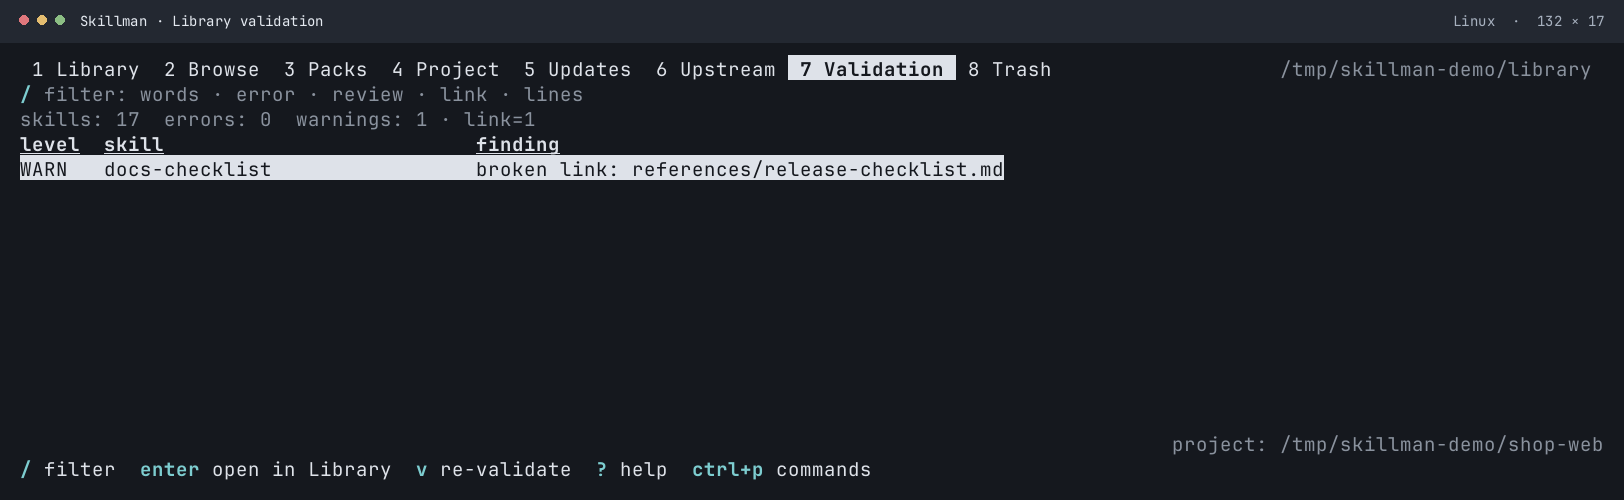 Skillman · Library validation Linux · 132 × 17
1 Library 2 Browse 3 Packs 4 Project 5 Updates 6 Upstream 7 Validation 8 Trash /tmp/skillman-demo/library
/ filter: words · error · review · link · lines
skills: 17 errors: 0 warnings: 1 · link=1
level skill finding
WARN docs-checklist broken link: references/release-checklist.md
project: /tmp/skillman-demo/shop-web
/ filter enter open in Library v re-validate ? help ctrl+p commands